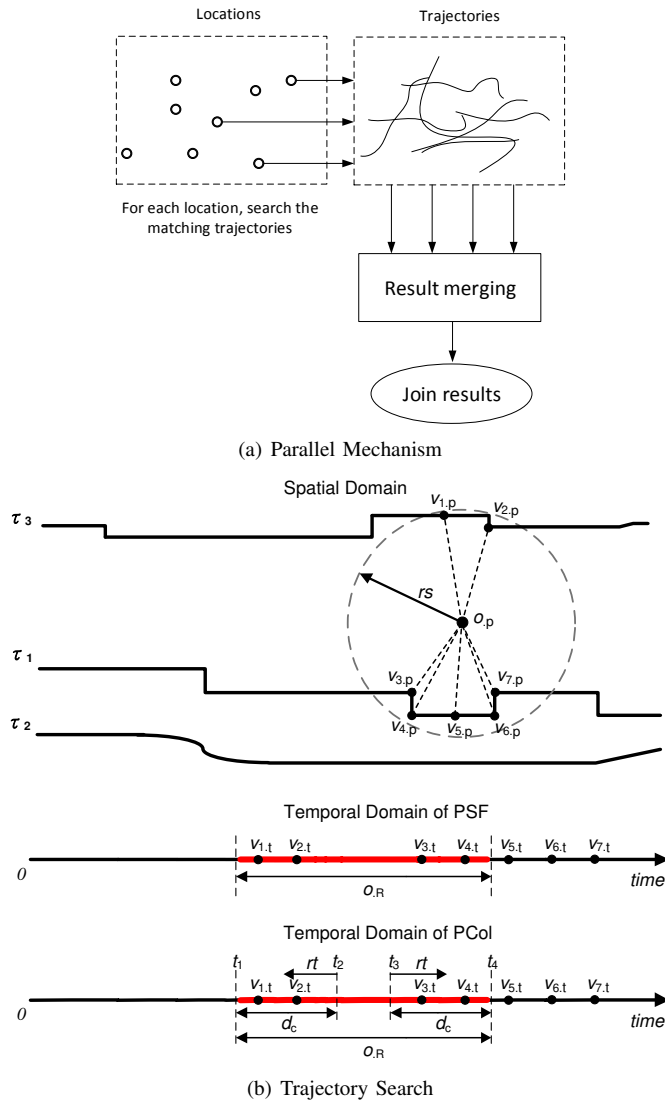 Locations Trajectories
For each location, search the
matching trajectories
Result merging
Join results
(a) Parallel Mechanism
Spatial Domain
τ3
v1.p
v2.p
rs
o.p
τ1
v3.p
v7.p
τ2
v4.p
v5.p
v6.p
Temporal Domain of PSF
v1.t v2.t v3.t v4.t v5.t v6.t v7.t
0 time
o.R
Temporal Domain of PCol
t1 rt t2 t3 rt t4
v1.t v2.t v3.t v4.t v5.t v6.t v7.t
0 time
dc dc
o.R
(b) Trajectory Search